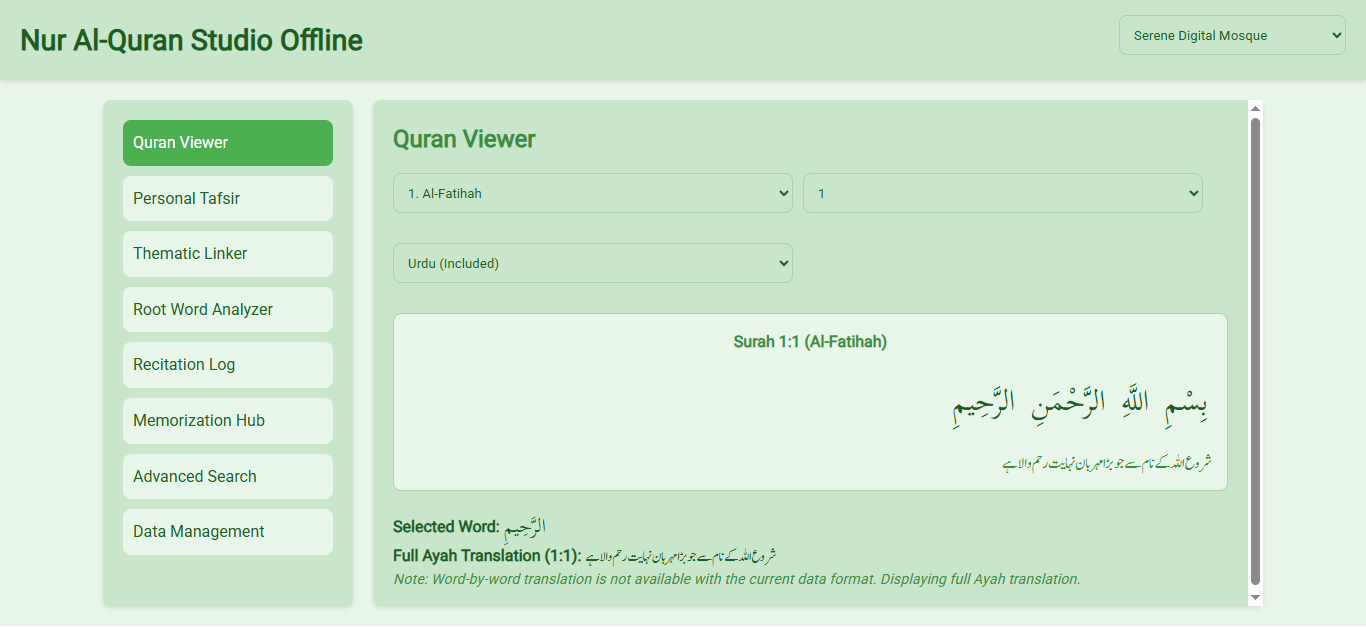 Nur Al-Quran Studio Offline
Serene Digital Mosque
Quran Viewer
Personal Tafsir
Thematic Linker
Root Word Analyzer
Recitation Log
Memorization Hub
Advanced Search
Data Management
Quran Viewer
1. Al-Fatihah
1
Urdu (Included)
Surah 1:1 (Al-Fatihah)
بِسْمِ اللَّهِ الرَّحْمَنِ الرَّحِيمِ
شروع اللہ کے نام سے جو بڑا مہربان نہایت رحم والا ہے
Selected Word: الرَّحِيمِ
Full Ayah Translation (1:1): شروع اللہ کے نام سے جو بڑا مہربان نہایت رحم والا ہے
Note: Word-by-word translation is not available with the current data format. Displaying full Ayah translation.